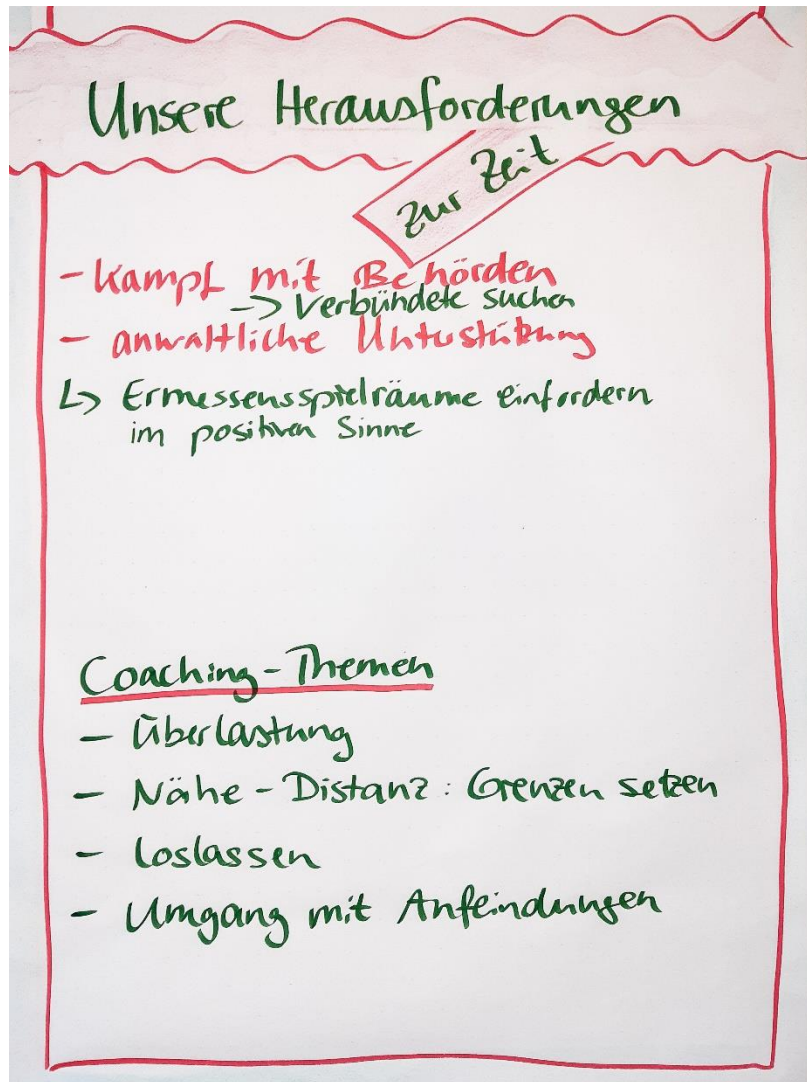 Unsere Herausforderungen
zur Zeit
- Kampf mit Behörden
-> Verbündete suchen
- anwaltliche Unterstützung
↳ Ermessensspielräume einfordern
im positiven Sinne
Coaching-Themen
- Überlastung
- Nähe - Distanz: Grenzen setzen
- loslassen
- Umgang mit Anfeindungen